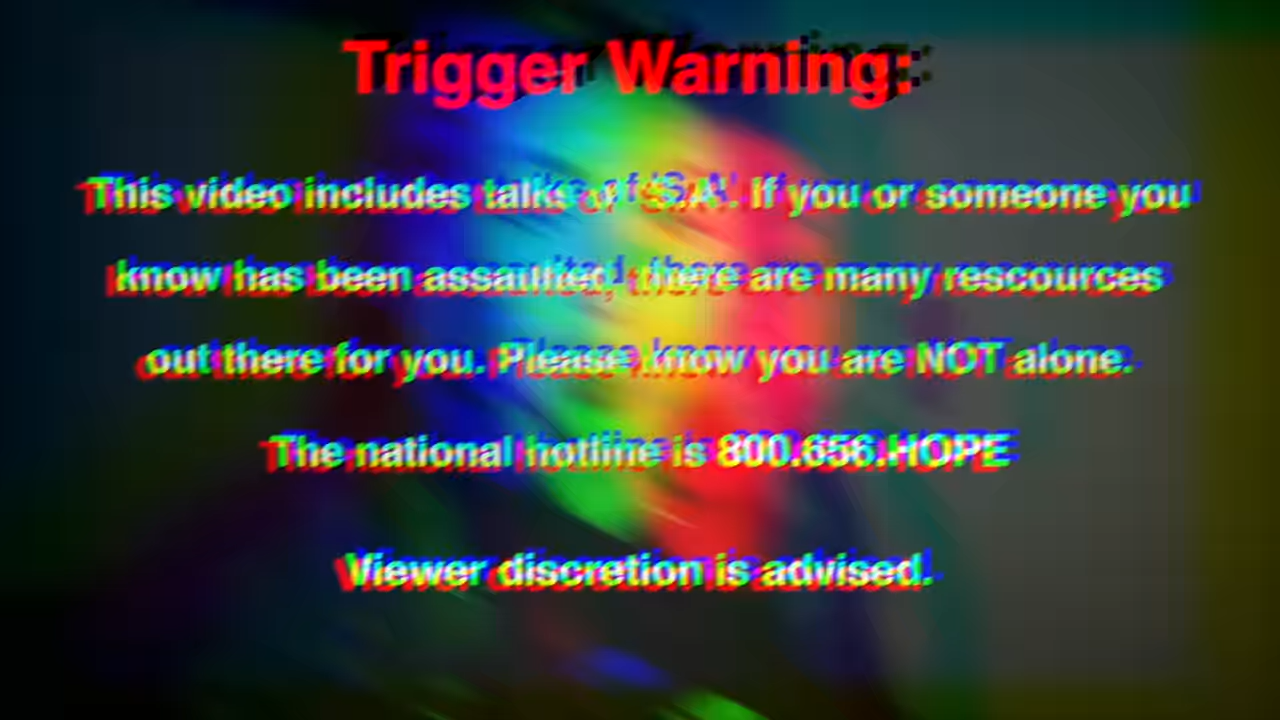 Trigger Warning:
This video includes talks of 'S.A'. If you or someone you
know has been assaulted, there are many rescources
out there for you. Please know you are NOT alone.
The national hotline is 800.656.HOPE
Viewer discretion is advised.